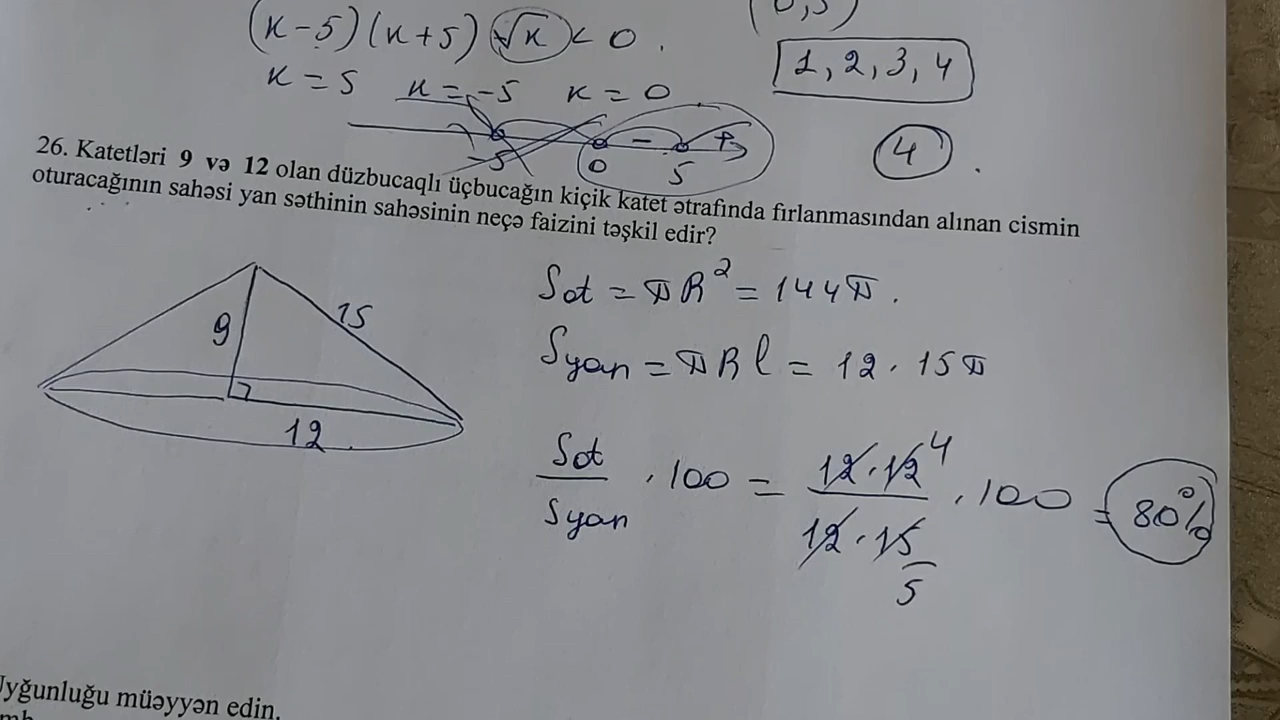 (x-5)(x+5)√x < 0.
x = 5 x = -5 x = 0
1, 2, 3, 4
-5 0 - 5 +
4
26. Katetləri 9 və 12 olan düzbucaqlı üçbucağın kiçik katet ətrafında fırlanmasından alınan cismin
oturacağının sahəsi yan səthinin sahəsinin neçə faizini təşkil edir?
9 15
12
Sot = πR² = 144π.
Syan = πRl = 12 · 15π
Sot/Syan · 100 = 12·12 4/12·15 5 · 100 = 80%
Uyğunluğu müəyyən edin.